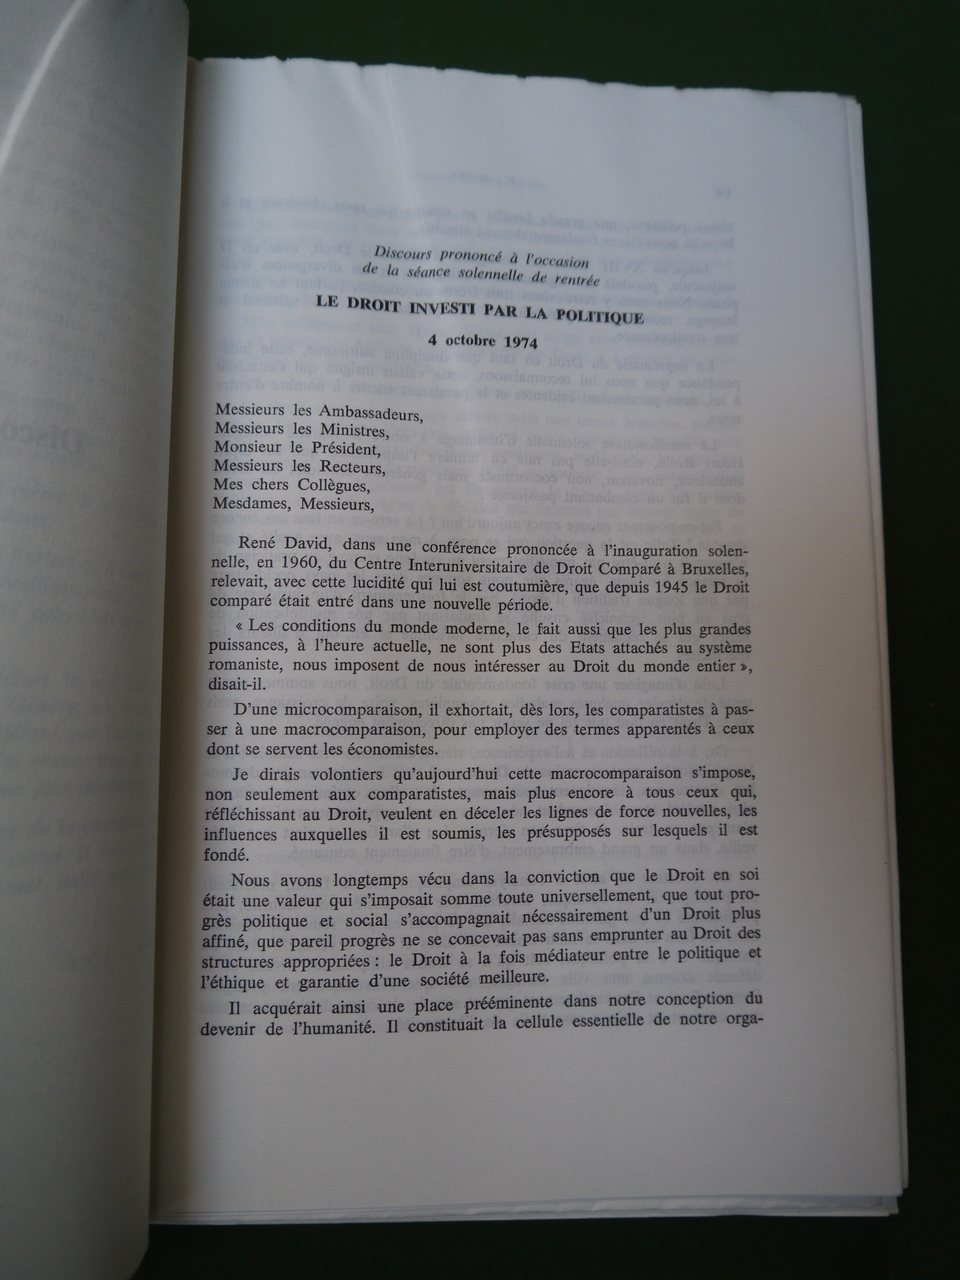 Discours prononcé à l'occasion
de la séance solennelle de rentrée
LE DROIT INVESTI PAR LA POLITIQUE
4 octobre 1974
Messieurs les Ambassadeurs,
Messieurs les Ministres,
Monsieur le Président,
Messieurs les Recteurs,
Mes chers Collègues,
Mesdames, Messieurs,
René David, dans une conférence prononcée à l'inauguration solen-
nelle, en 1960, du Centre Interuniversitaire de Droit Comparé à Bruxelles,
relevait, avec cette lucidité qui lui est coutumière, que depuis 1945 le Droit
comparé était entré dans une nouvelle période.
« Les conditions du monde moderne, le fait aussi que les plus grandes
puissances, à l'heure actuelle, ne sont plus des Etats attachés au système
romaniste, nous imposent de nous intéresser au Droit du monde entier »,
disait-il.
D'une microcomparaison, il exhortait, dès lors, les comparatistes à pas-
ser à une macrocomparaison, pour employer des termes apparentés à ceux
dont se servent les économistes.
Je dirais volontiers qu'aujourd'hui cette macrocomparaison s'impose,
non seulement aux comparatistes, mais plus encore à tous ceux qui,
réfléchissant au Droit, veulent en déceler les lignes de force nouvelles, les
influences auxquelles il est soumis, les présupposés sur lesquels il est
fondé.
Nous avons longtemps vécu dans la conviction que le Droit en soi
était une valeur qui s'imposait somme toute universellement, que tout pro-
grès politique et social s'accompagnait nécessairement d'un Droit plus
affiné, que pareil progrès ne se concevait pas sans emprunter au Droit des
structures appropriées : le Droit à la fois médiateur entre le politique et
l'éthique et garantie d'une société meilleure.
Il acquérait ainsi une place prééminente dans notre conception du
devenir de l'humanité. Il constituait la cellule essentielle de notre orga-